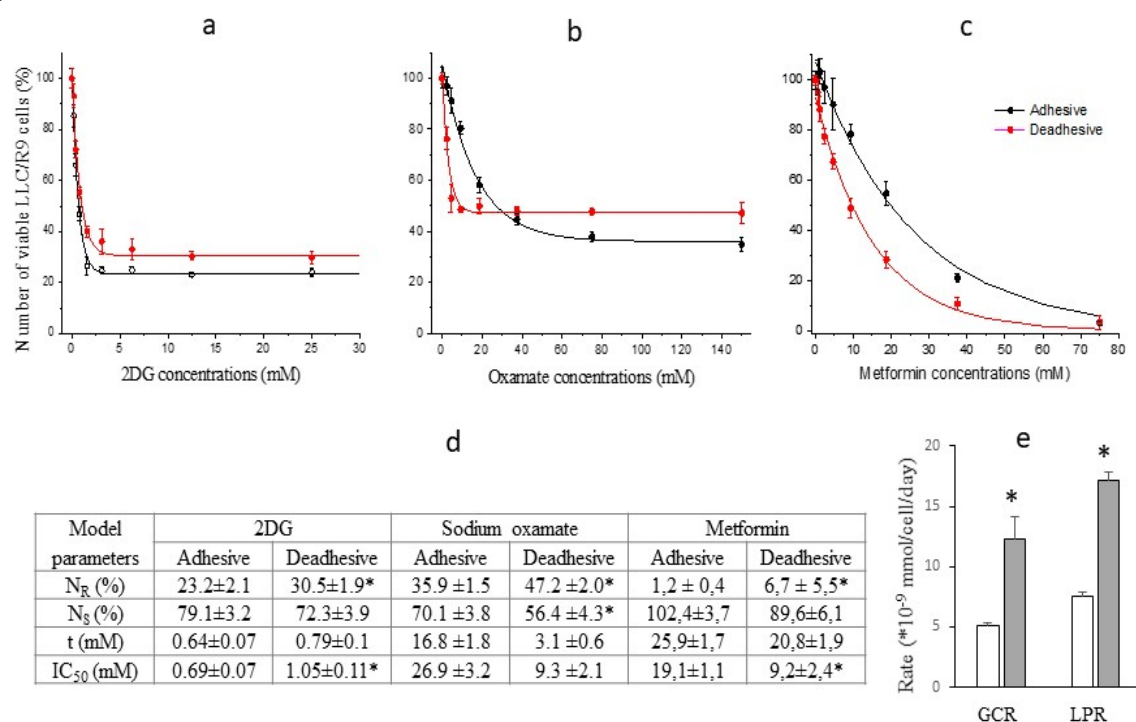 a
b
c
Number of viable LLC/R9 cells (%)
100
80
60
40
20
0
0 5 10 15 20 25 30
2DG concentrations (mM)
100
80
60
40
20
0
0 20 40 60 80 100 120 140
Oxamate concentrations (mM)
100
80
60
40
20
0
0 10 20 30 40 50 60 70 80
Metformin concentrations (mM)
Adhesive
Deadhesive
d
Model parameters 2DG Sodium oxamate Metformin
Adhesive Deadhesive Adhesive Deadhesive Adhesive Deadhesive
NR (%) 23.2±2.1 30.5±1.9* 35.9 ±1.5 47.2 ±2.0* 1,2 ± 0,4 6,7 ± 5,5*
NS (%) 79.1±3.2 72.3±3.9 70.1 ±3.8 56.4 ±4.3* 102,4±3,7 89,6±6,1
t (mM) 0.64±0.07 0.79±0.1 16.8 ±1.8 3.1 ±0.6 25,9±1,7 20,8±1,9
IC50 (mM) 0.69±0.07 1.05±0.11* 26.9 ±3.2 9.3 ±2.1 19,1±1,1 9,2±2,4*
e
Rate (*10-9 mmol/cell/day)
20
15
10
5
0
*
*
GCR LPR